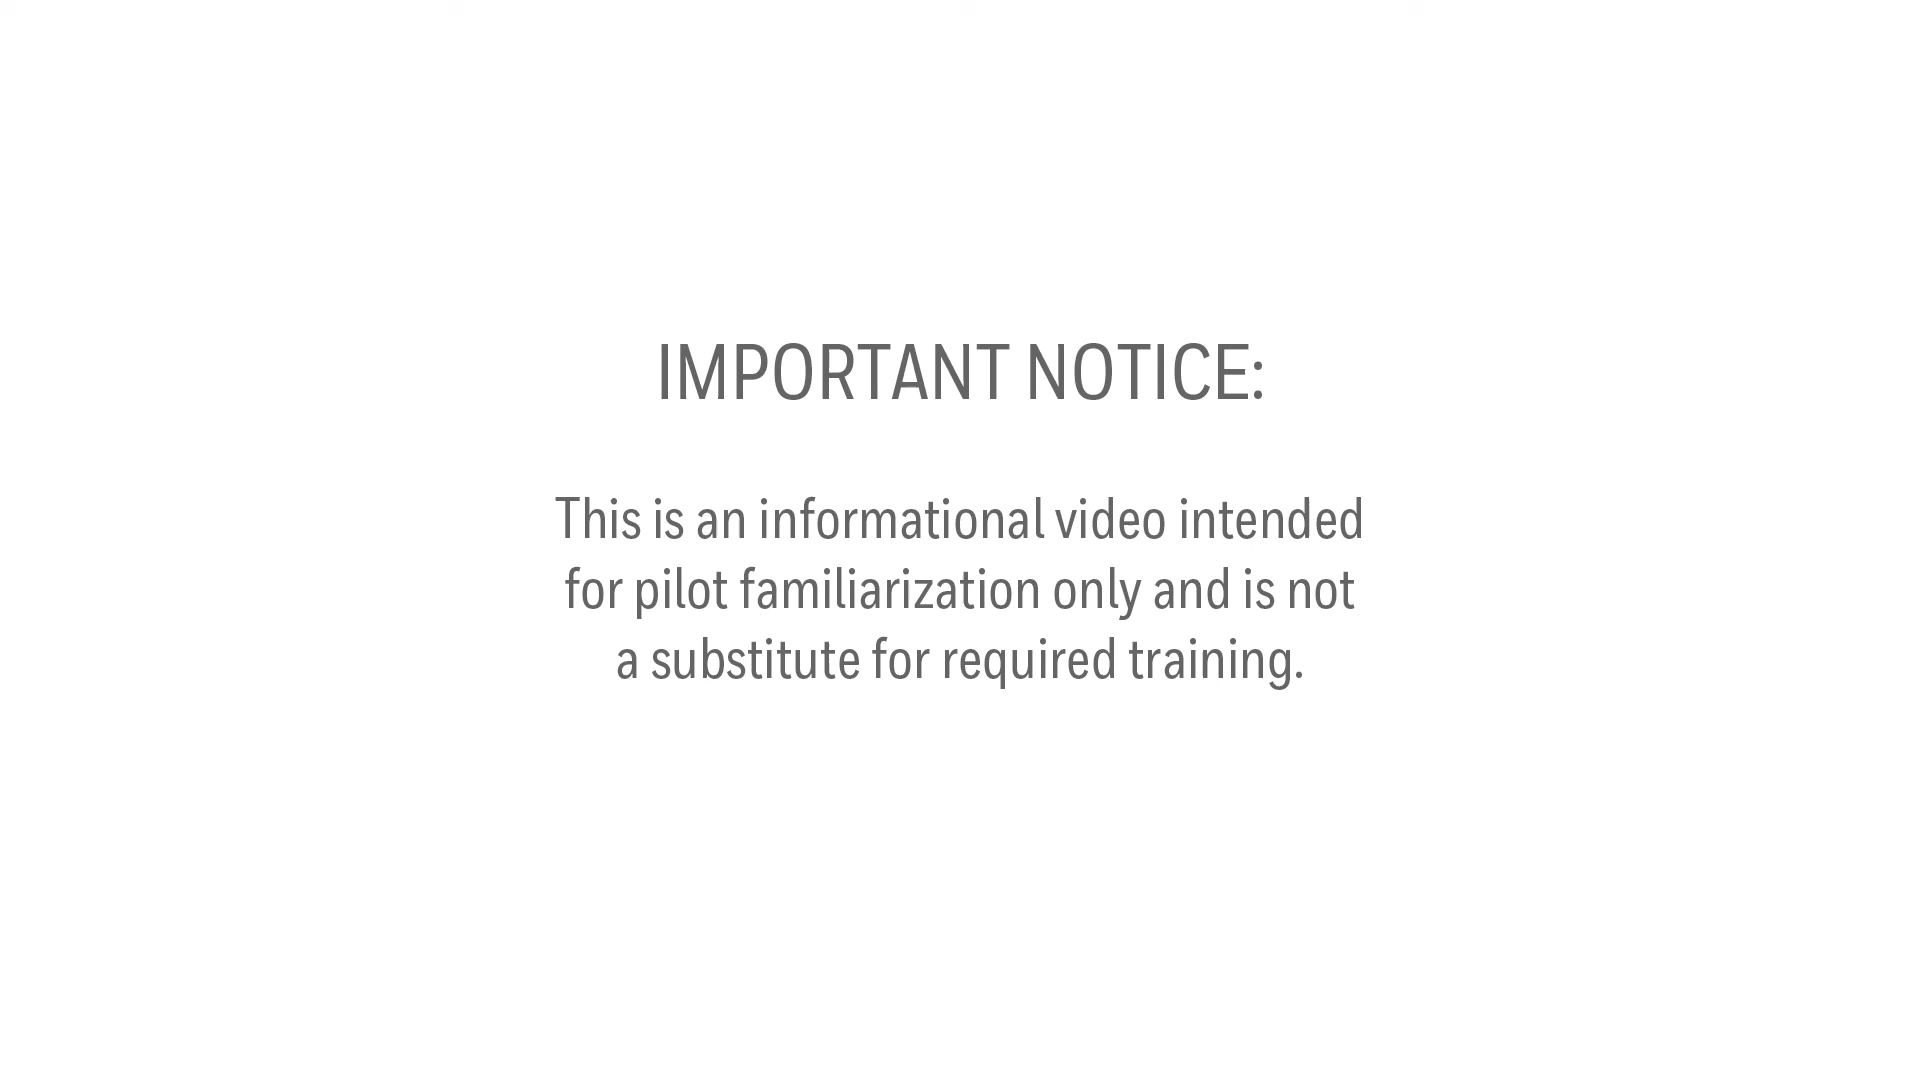 IMPORTANT NOTICE:
This is an informational video intended
for pilot familiarization only and is not
a substitute for required training.